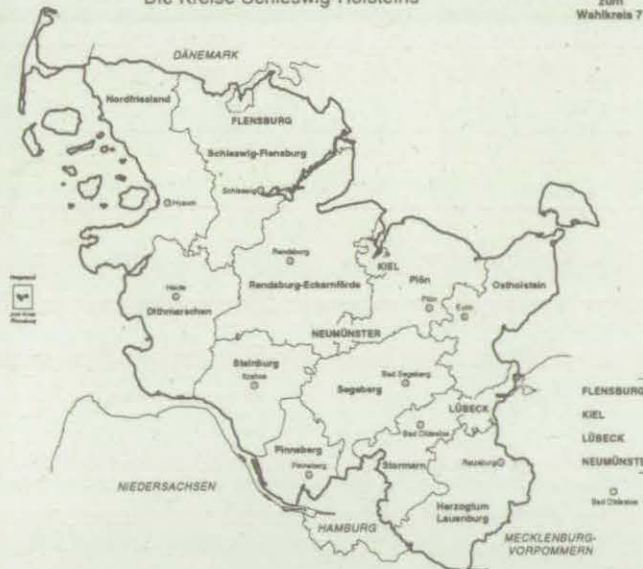 Die Kreise Schleswig-Holsteins
zum
Wahlkreis 7
DÄNEMARK
Nordfriesland
FLENSBURG
Schleswig-Flensburg
Schleswig
Husum
Rendsburg
KIEL
Plön
Ostholstein
Heide
Rendsburg-Eckernförde
Plön
Eutin
Dithmarschen
NEUMÜNSTER
Steinburg
Itzehoe
Segeberg
Bad Segeberg
LÜBECK
Bad Oldesloe
Pinneberg
Pinneberg
Stormarn
Ratzeburg
NIEDERSACHSEN
Herzogtum
Lauenburg
HAMBURG
MECKLENBURG-
VORPOMMERN
FLENSBURG
KIEL
LÜBECK
NEUMÜNSTE
Bad Oldesloe